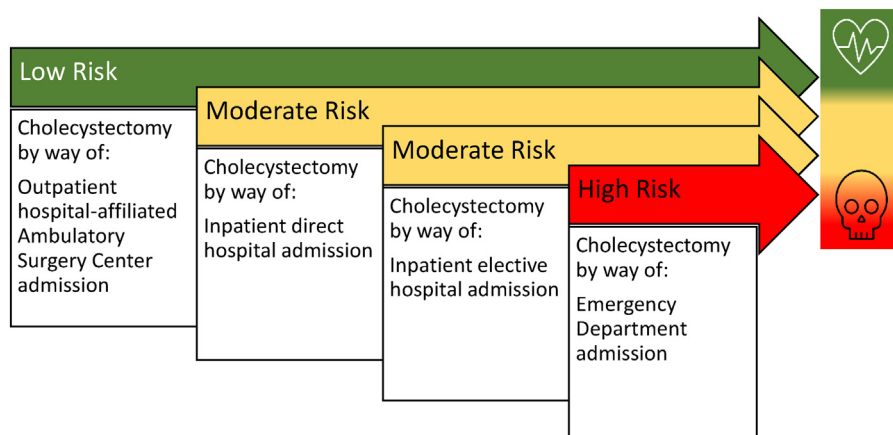 Low Risk
Cholecystectomy
by way of:
Outpatient
hospital-affiliated
Ambulatory
Surgery Center
admission
Moderate Risk
Cholecystectomy
by way of:
Inpatient direct
hospital admission
Moderate Risk
Cholecystectomy
by way of:
Inpatient elective
hospital admission
High Risk
Cholecystectomy
by way of:
Emergency
Department
admission